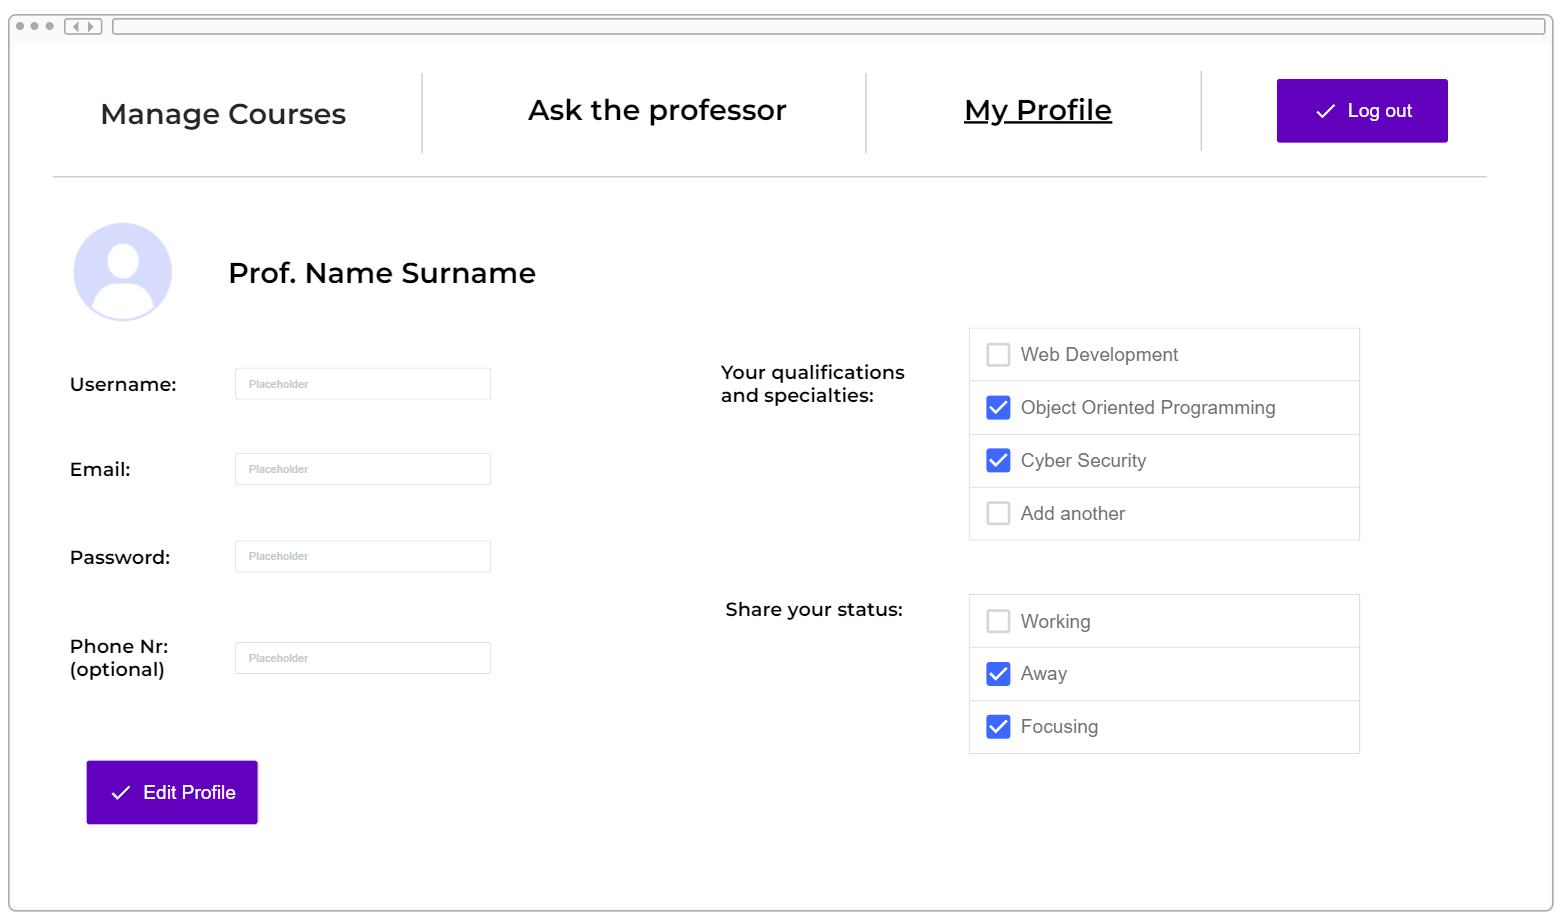 Manage Courses
Ask the professor
My Profile
Log out
Prof. Name Surname
Username:
Placeholder
Email:
Placeholder
Password:
Placeholder
Phone Nr:
(optional)
Placeholder
Edit Profile
Your qualifications
and specialties:
Web Development
Object Oriented Programming
Cyber Security
Add another
Share your status:
Working
Away
Focusing